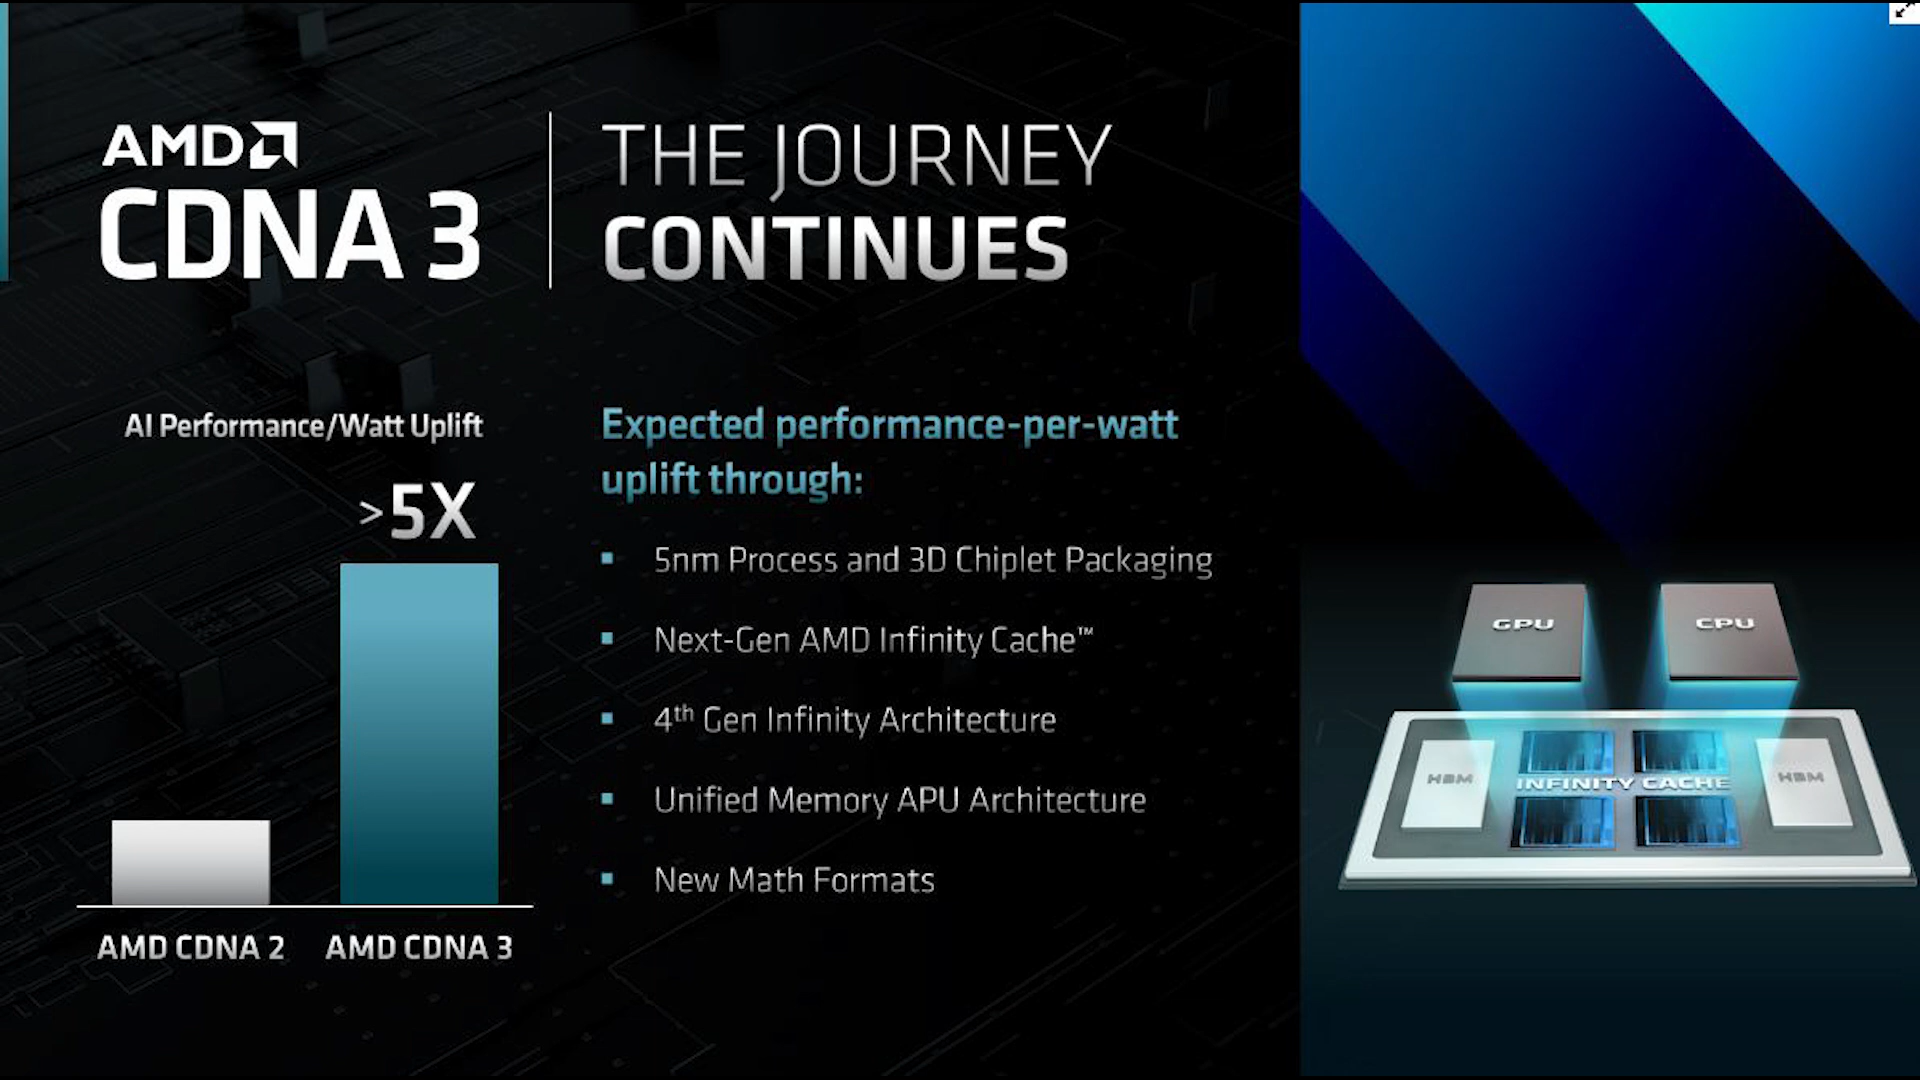 AMD
CDNA 3
THE JOURNEY
CONTINUES
AI Performance/Watt Uplift
>5X
AMD CDNA 2
AMD CDNA 3
Expected performance-per-watt
uplift through:
▪ 5nm Process and 3D Chiplet Packaging
▪ Next-Gen AMD Infinity Cache™
▪ 4th Gen Infinity Architecture
▪ Unified Memory APU Architecture
▪ New Math Formats
GPU
CPU
HBM
INFINITY CACHE
HBM